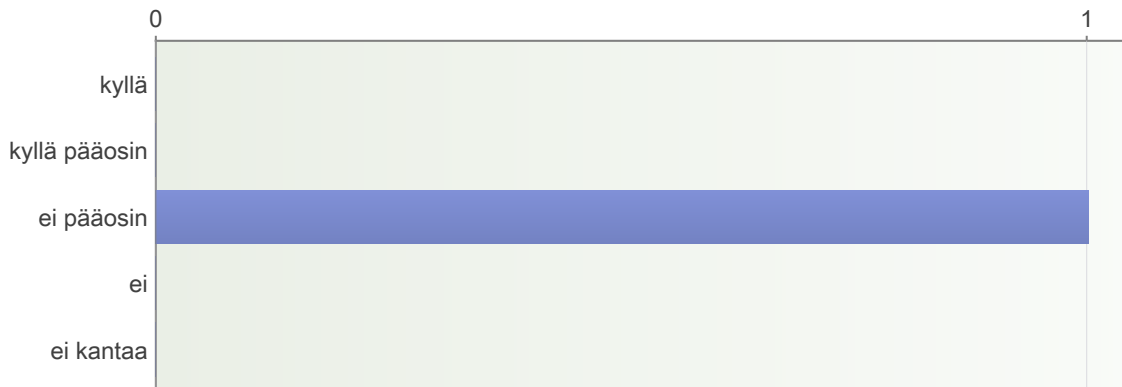 0 1
kyllä
kyllä pääosin
ei pääosin
ei
ei kantaa